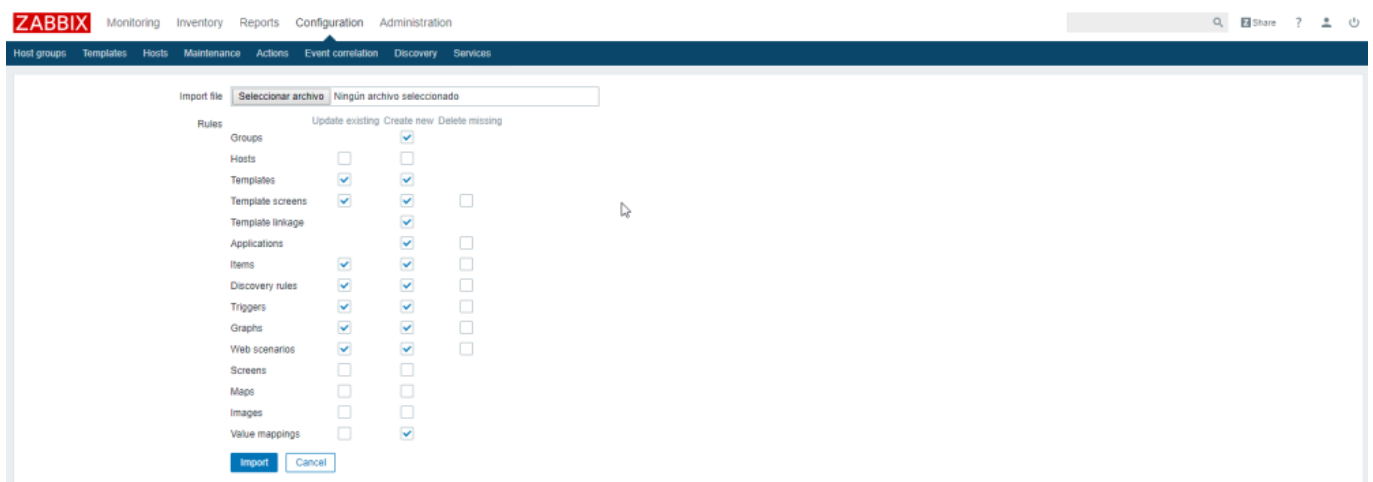 ZABBIX Monitoring Inventory Reports Configuration Administration Z Share ?
Host groups Templates Hosts Maintenance Actions Event correlation Discovery Services
Import file Seleccionar archivo Ningún archivo seleccionado
Rules Update existing Create new Delete missing
Groups
Hosts
Templates
Template screens
Template linkage
Applications
Items
Discovery rules
Triggers
Graphs
Web scenarios
Screens
Maps
Images
Value mappings
Import Cancel